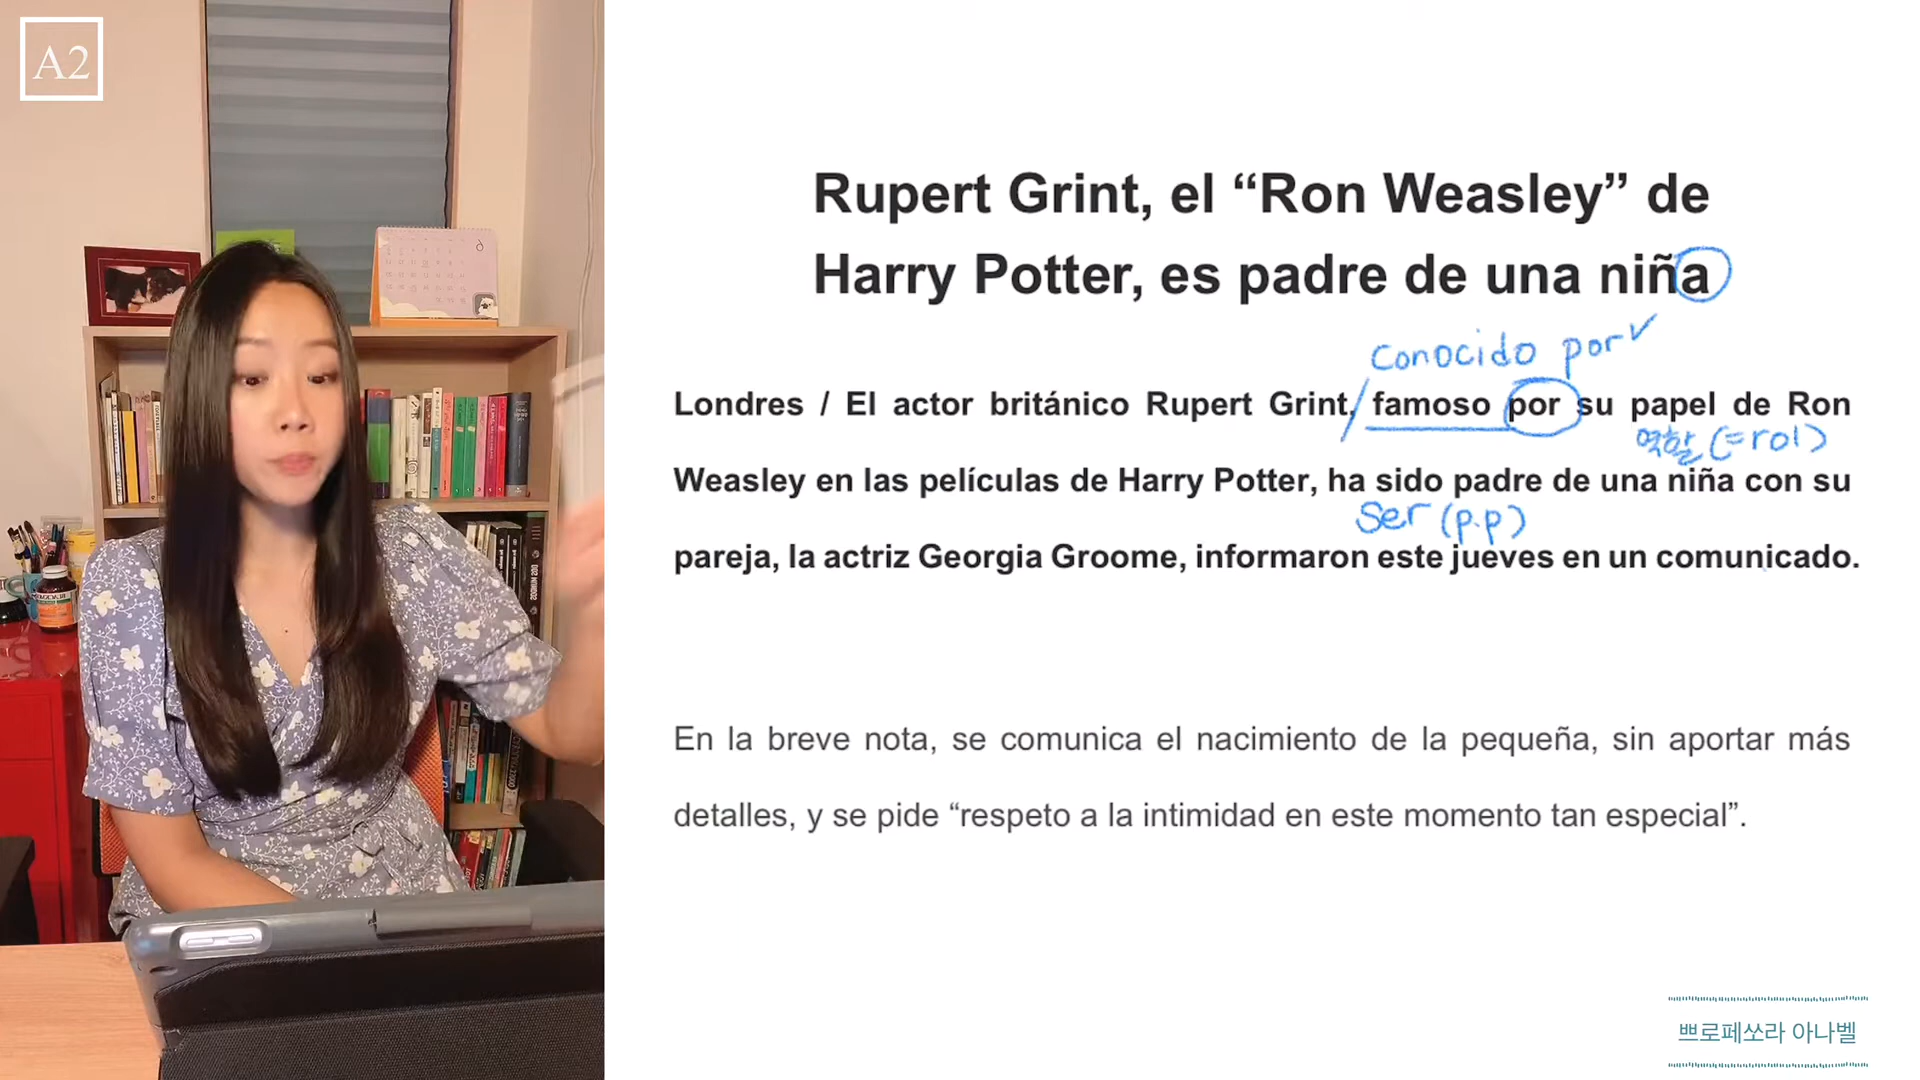 A2
Rupert Grint, el “Ron Weasley” de
Harry Potter, es padre de una niña
Conocido por
Londres / El actor británico Rupert Grint, famoso por su papel de Ron
역할 (=rol)
Weasley en las películas de Harry Potter, ha sido padre de una niña con su
Ser (p.p)
pareja, la actriz Georgia Groome, informaron este jueves en un comunicado.
En la breve nota, se comunica el nacimiento de la pequeña, sin aportar más
detalles, y se pide “respeto a la intimidad en este momento tan especial”.
쁘로페쏘라 아나벨